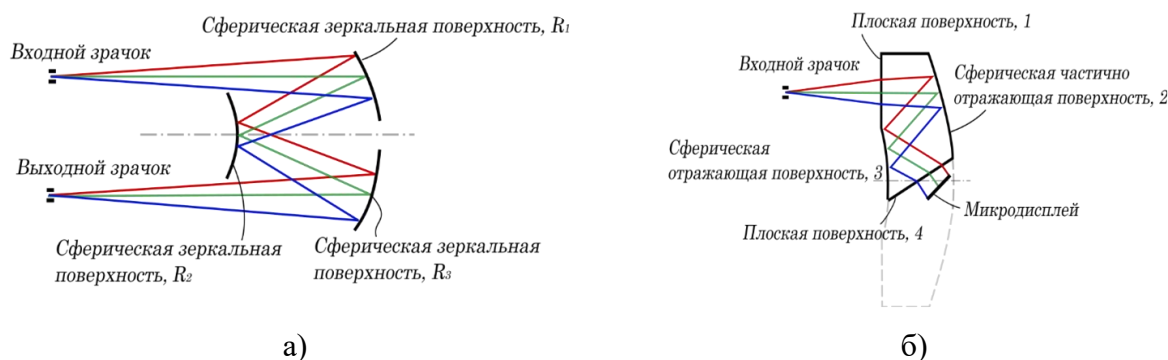 Сферическая зеркальная поверхность, R₁
Входной зрачок
Выходной зрачок
Сферическая зеркальная
поверхность, R₂
Сферическая зеркальная
поверхность, R₃
а)
Плоская поверхность, 1
Входной зрачок
Сферическая частично
отражающая поверхность, 2
Сферическая
отражающая поверхность, 3
Микродисплей
Плоская поверхность, 4
б)